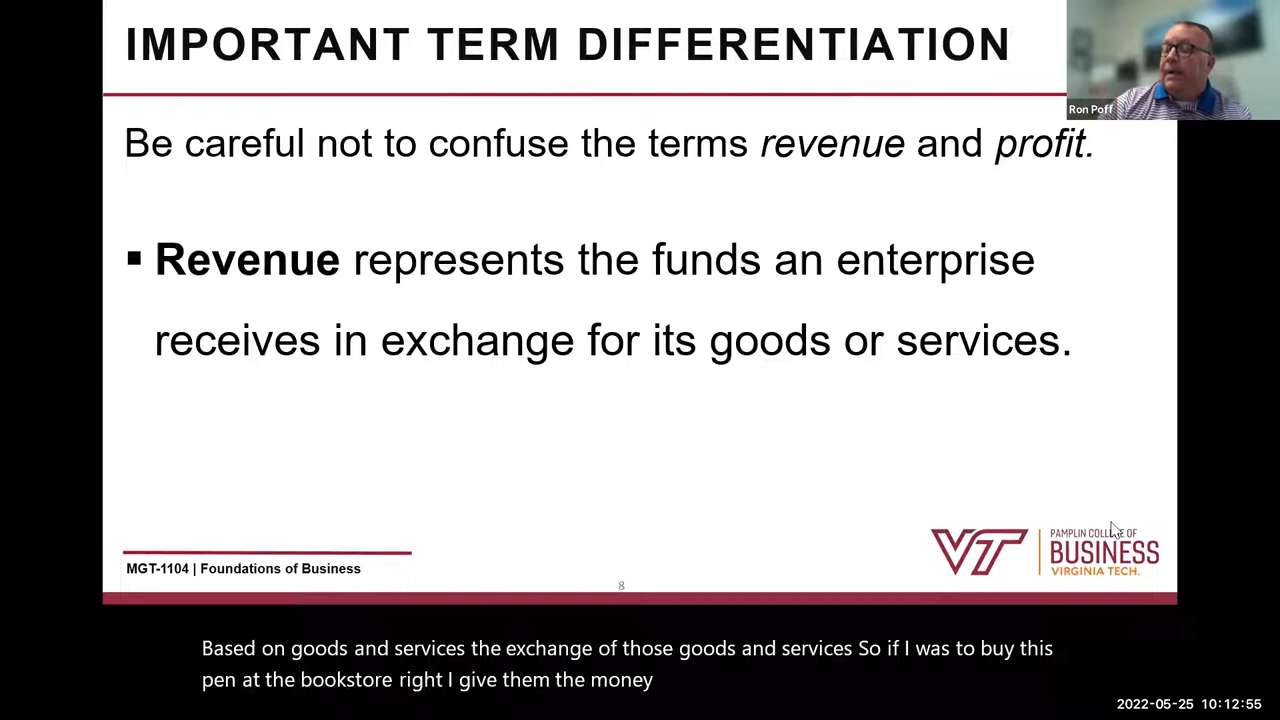 IMPORTANT TERM DIFFERENTIATION
Ron Poff
Be careful not to confuse the terms revenue and profit.
▪ Revenue represents the funds an enterprise
receives in exchange for its goods or services.
VT
PAMPLIN COLLEGE OF
BUSINESS
VIRGINIA TECH.
MGT-1104 | Foundations of Business
8
Based on goods and services the exchange of those goods and services So if I was to buy this
pen at the bookstore right I give them the money
2022-05-25 10:12:55